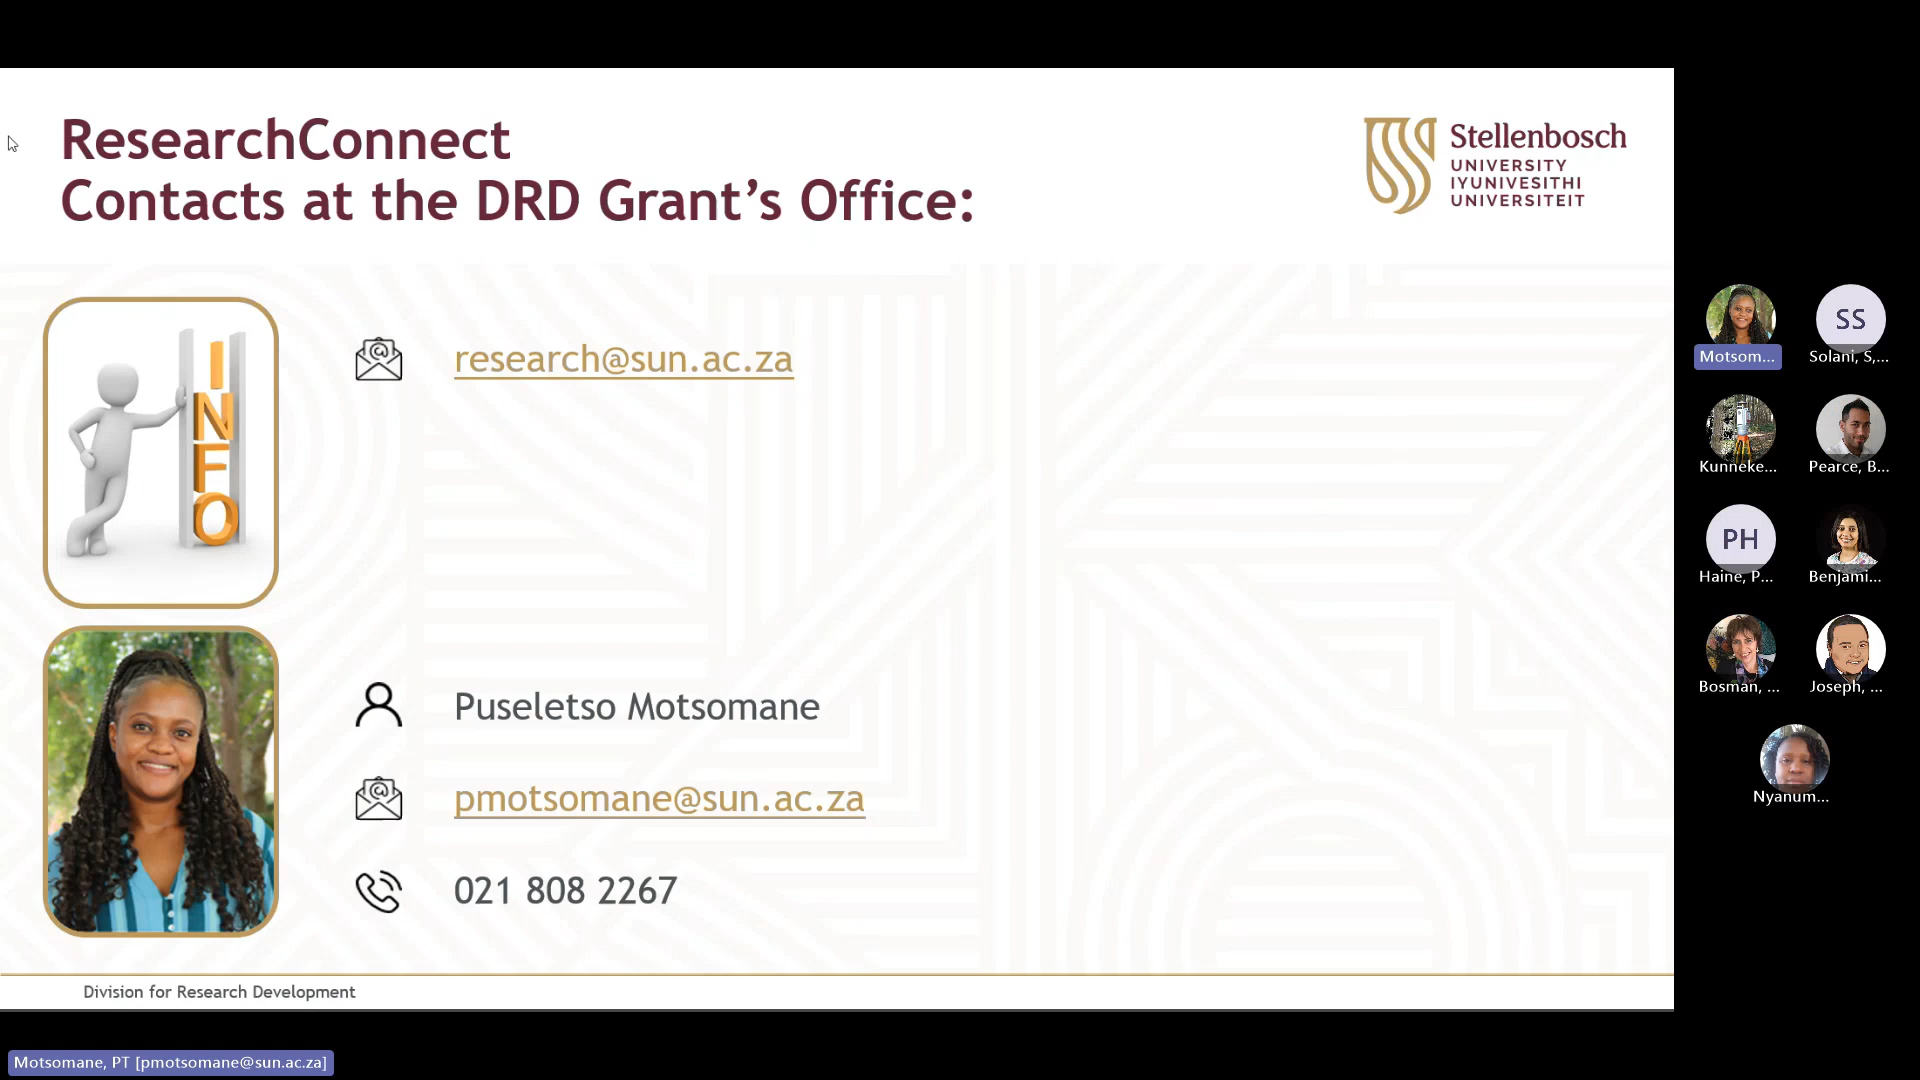 ResearchConnect
Contacts at the DRD Grant’s Office:
Stellenbosch
UNIVERSITY
IYUNIVESITHI
UNIVERSITEIT
INFO
research@sun.ac.za
Puseletso Motsomane
pmotsomane@sun.ac.za
021 808 2267
Division for Research Development
Motsom...
SS
Solani, S,...
Kunneke...
Pearce, B...
PH
Haine, P...
Benjami...
Bosman, ...
Joseph, ...
Nyanum...
Motsomane, PT [pmotsomane@sun.ac.za]